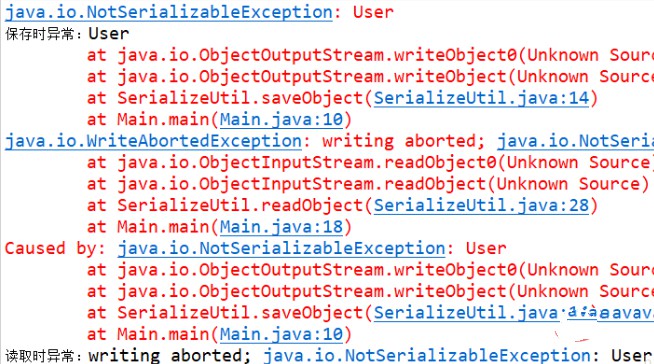 java.io.NotSerializableException: User
保存时异常：User
at java.io.ObjectOutputStream.writeObject0(Unknown Sourc
at java.io.ObjectOutputStream.writeObject(Unknown Source
at SerializeUtil.saveObject(SerializeUtil.java:14)
at Main.main(Main.java:10)
java.io.WriteAbortedException: writing aborted; java.io.NotSeria
at java.io.ObjectInputStream.readObject0(Unknown Source)
at java.io.ObjectInputStream.readObject(Unknown Source)
at SerializeUtil.readObject(SerializeUtil.java:28)
at Main.main(Main.java:18)
Caused by: java.io.NotSerializableException: User
at java.io.ObjectOutputStream.writeObject0(Unknown Sourc
at java.io.ObjectOutputStream.writeObject(Unknown Source
at SerializeUtil.saveObject(SerializeUtil.java
at Main.main(Main.java:10)
读取时异常：writing aborted; java.io.NotSerializableException: User